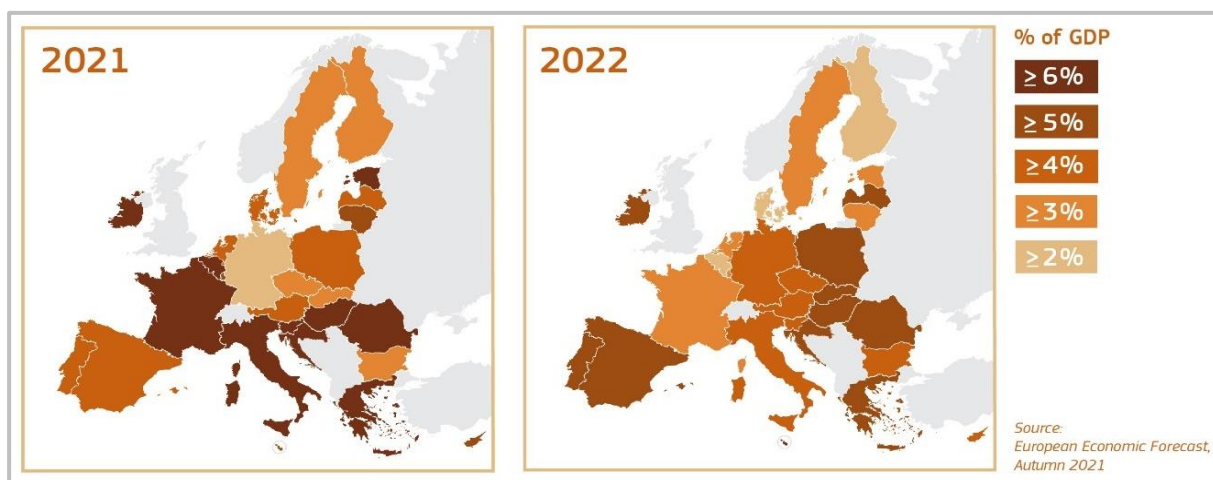 2021
2022
% of GDP
≥ 6%
≥ 5%
≥ 4%
≥ 3%
≥ 2%
Source:
European Economic Forecast,
Autumn 2021